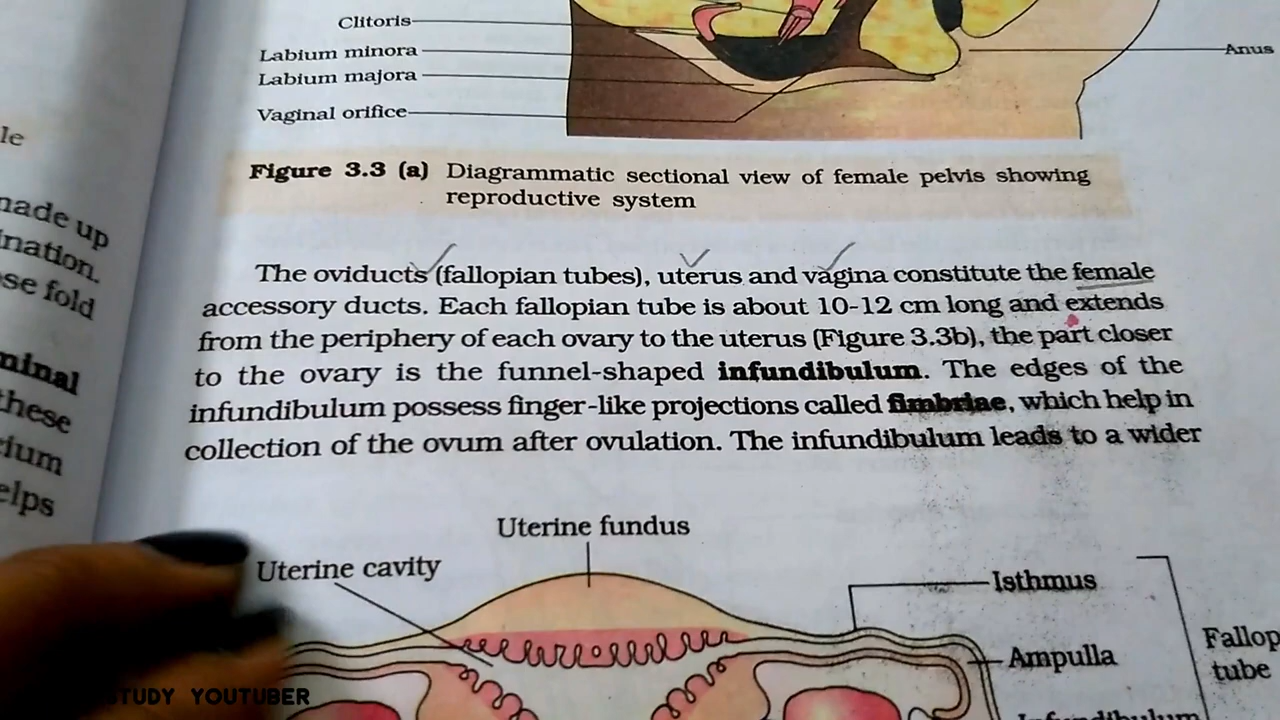 Clitoris
Labium minora
Labium majora
Vaginal orifice
Anus
le
made up
ination.
se fold
minal
these
rium
elps
Figure 3.3 (a) Diagrammatic sectional view of female pelvis showing
reproductive system
The oviducts (fallopian tubes), uterus and vagina constitute the female
accessory ducts. Each fallopian tube is about 10-12 cm long and extends
from the periphery of each ovary to the uterus (Figure 3.3b), the part closer
to the ovary is the funnel-shaped infundibulum. The edges of the
infundibulum possess finger-like projections called fimbriae, which help in
collection of the ovum after ovulation. The infundibulum leads to a wider
Uterine fundus
Uterine cavity
Isthmus
Ampulla
Fallop
tube
Infundibulum
STUDY YOUTUBER